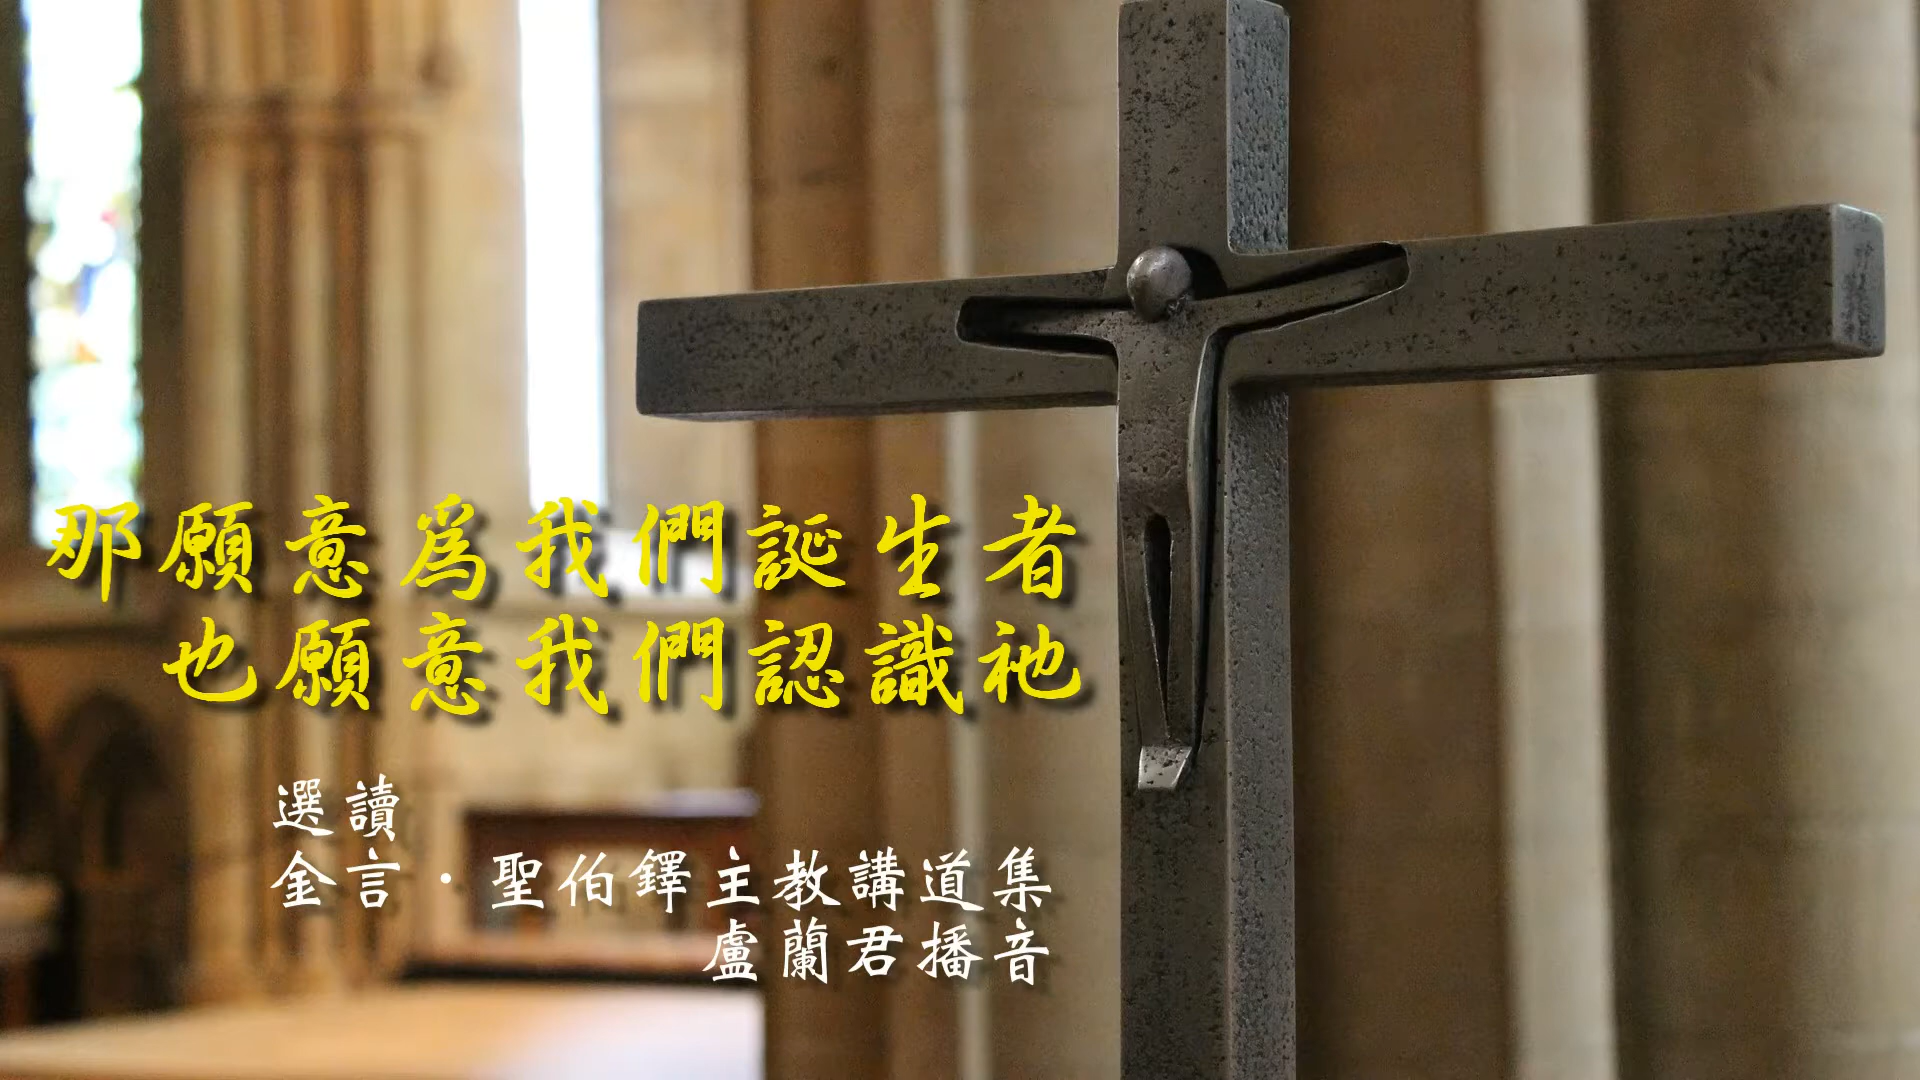 那願意為我們誕生者
也願意我們認識祂
選讀
金言·聖伯鐸主教講道集
盧蘭君播音